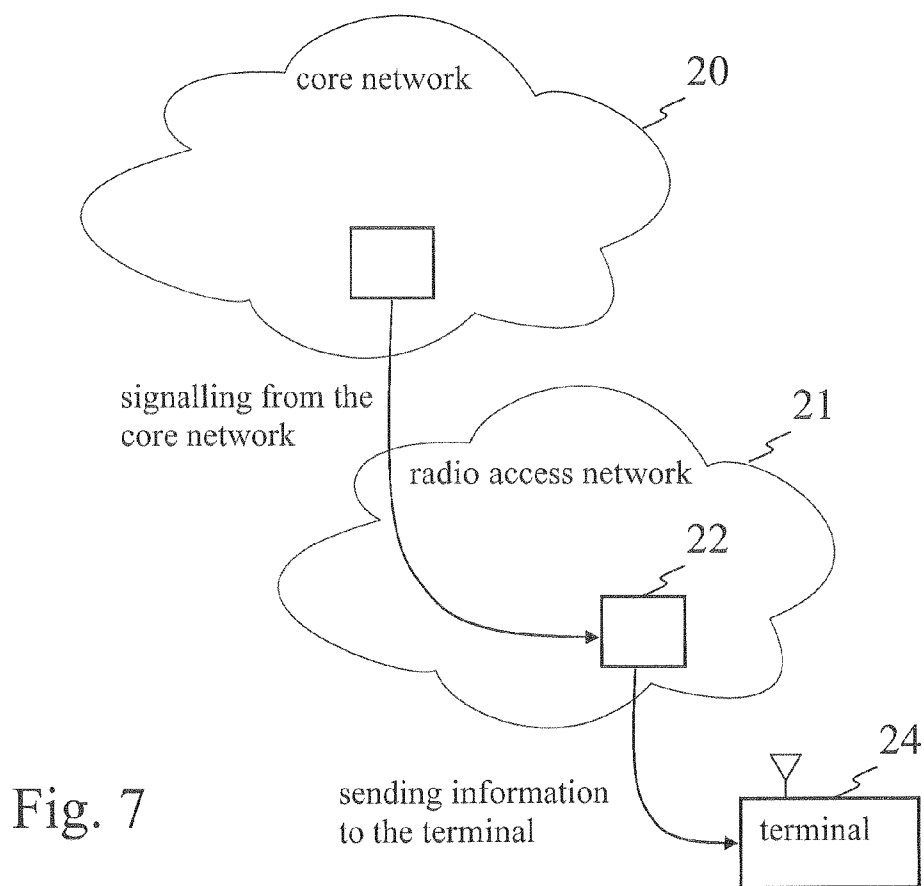 core network
20
signalling from the
core network
21
radio access network
22
24
sending information
to the terminal
terminal
Fig. 7